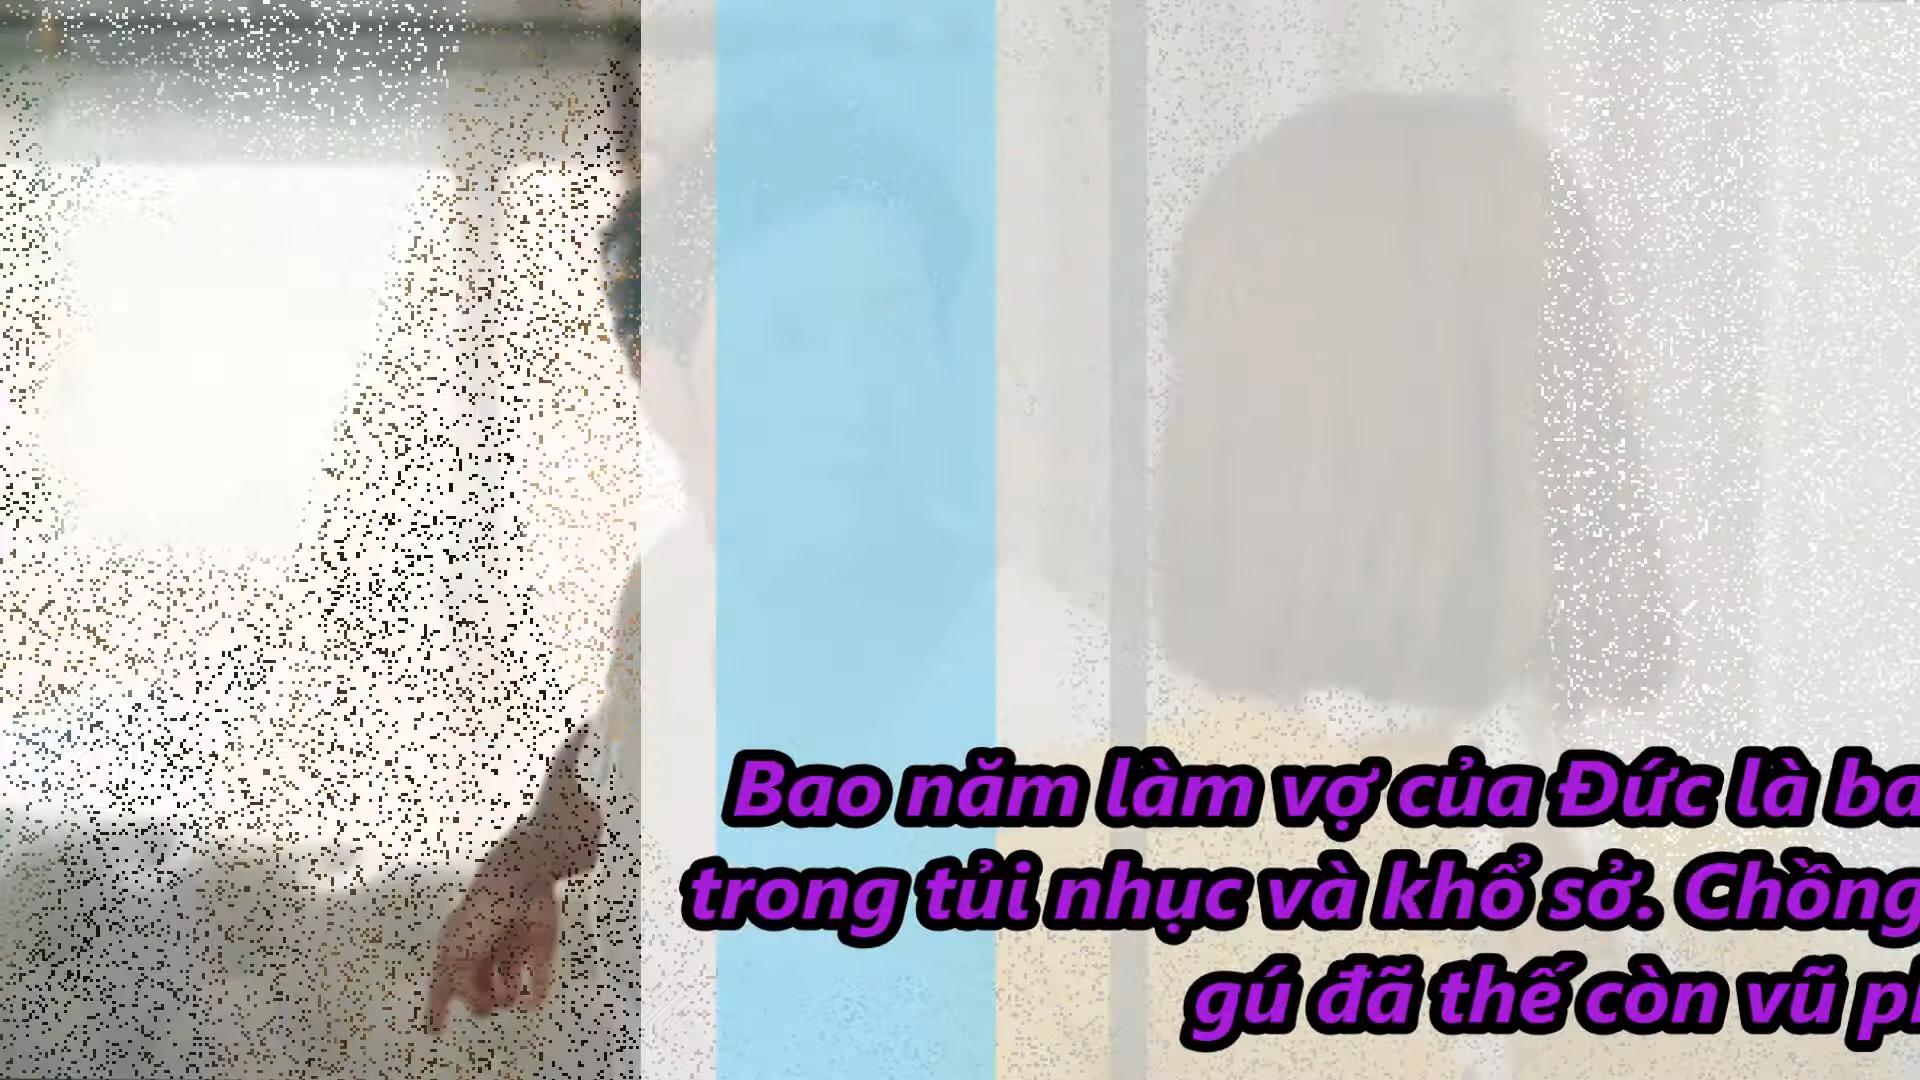 Bao năm làm vợ của Đức là
trong tủi nhục và khổ sở. Chồng
gú đã thế còn vũ